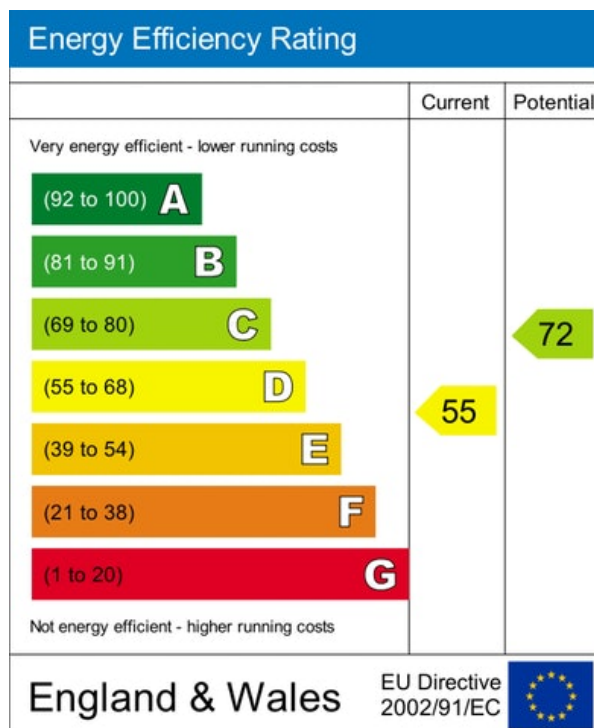 Energy Efficiency Rating
Current Potential
Very energy efficient - lower running costs
(92 to 100) A
(81 to 91) B
(69 to 80) C
72
(55 to 68) D
55
(39 to 54) E
(21 to 38) F
(1 to 20) G
Not energy efficient - higher running costs
England & Wales
EU Directive
2002/91/EC